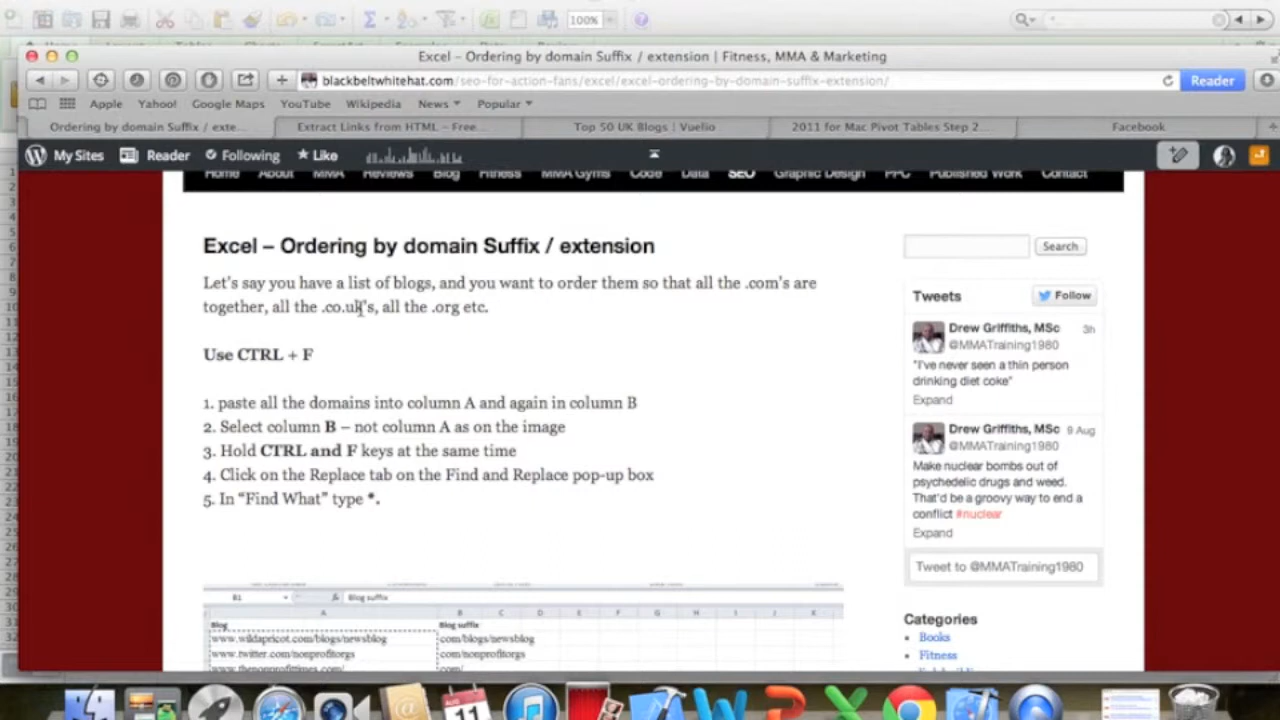 100%
Excel – Ordering by domain Suffix / extension | Fitness, MMA & Marketing
blackbeltwhitehat.com/seo-for-action-fans/excel/excel-ordering-by-domain-suffix-extension/
Reader
Apple Yahoo! Google Maps YouTube Wikipedia News Popular
Ordering by domain Suffix / exte... Extract Links from HTML – Free... Top 50 UK Blogs | Vuelio 2011 for Mac Pivot Tables Step 2... Facebook
My Sites Reader Following Like
Home About MMA Reviews Blog Fitness MMA Gyms Code Data SEO Graphic Design PPC Published Work Contact
Excel – Ordering by domain Suffix / extension
Let's say you have a list of blogs, and you want to order them so that all the .com's are
together, all the .co.uk's, all the .org etc.
Use CTRL + F
1. paste all the domains into column A and again in column B
2. Select column B – not column A as on the image
3. Hold CTRL and F keys at the same time
4. Click on the Replace tab on the Find and Replace pop-up box
5. In “Find What” type *.
B1 fx Blog suffix
A B C D E F G H I J K
Blog Blog suffix
www.wildapricot.com/blogs/newsblog com/blogs/newsblog
www.twitter.com/nonprofitorgs com/nonprofitorgs
www.thenonprofittimes.com/ com/
Search
Tweets
Follow
Drew Griffiths, MSc 3h
@MMATraining1980
"I've never seen a thin person
drinking diet coke"
Expand
Drew Griffiths, MSc 9 Aug
@MMATraining1980
Make nuclear bombs out of
psychedelic drugs and weed.
That'd be a groovy way to end a
conflict #nuclear
Expand
Tweet to @MMATraining1980
Categories
Books
Fitness
11